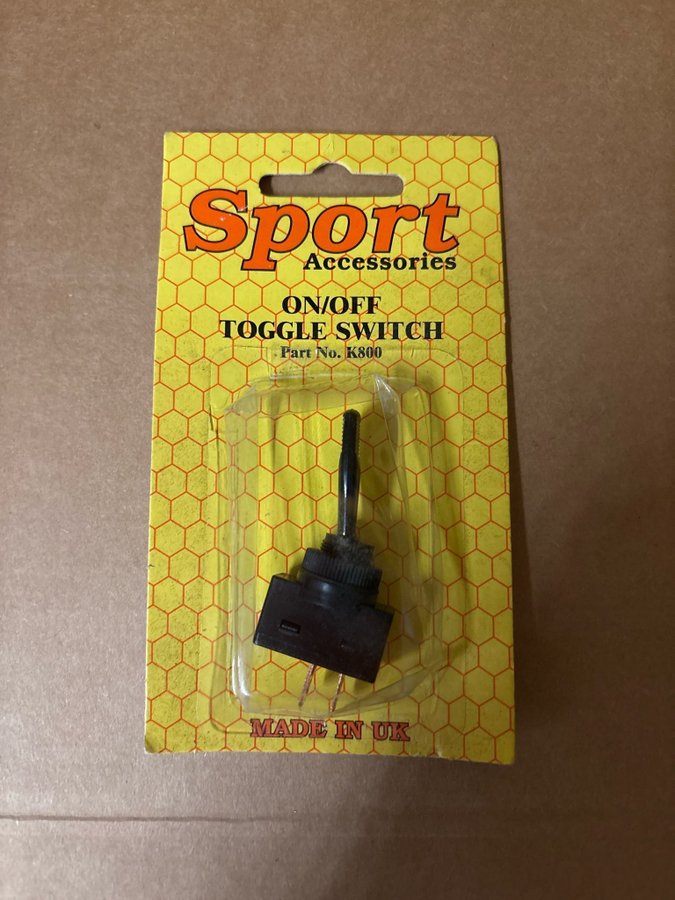 Sport
Accessories
ON/OFF
TOGGLE SWITCH
Part No. K800
MADE IN UK